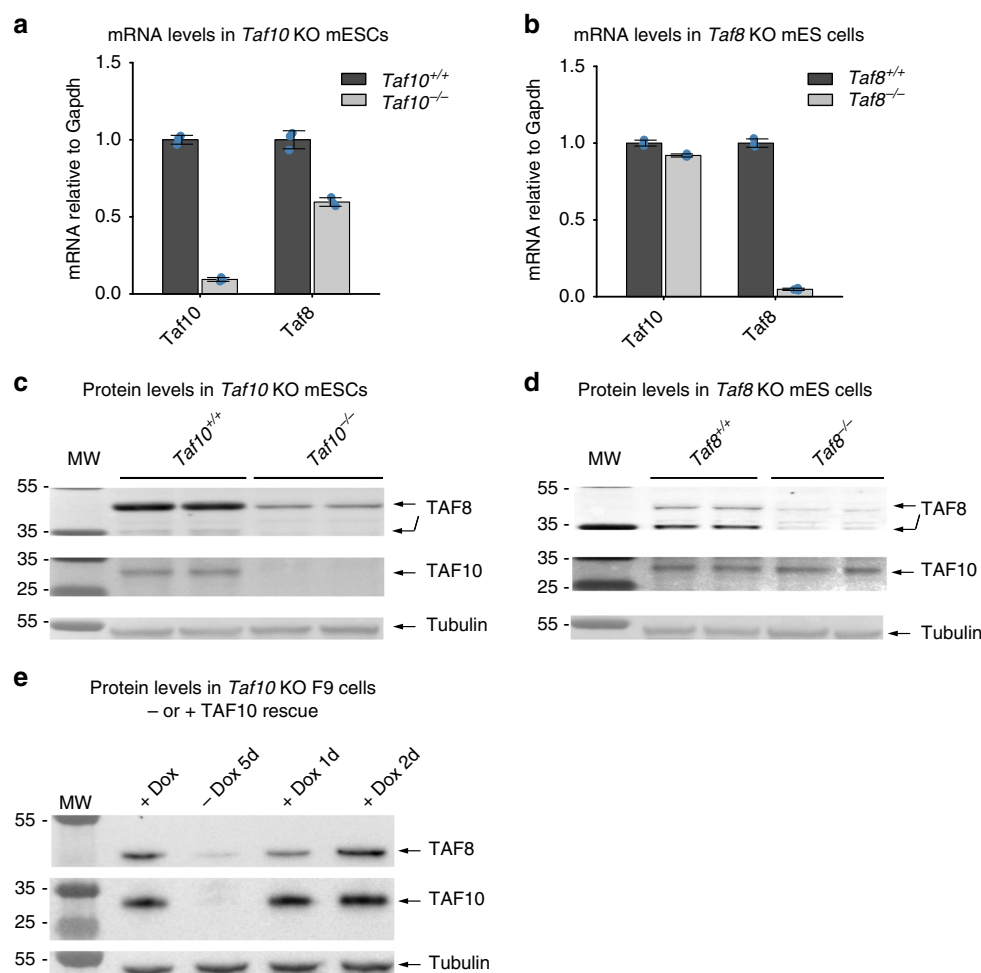 a
mRNA levels in Taf10 KO mESCs
mRNA relative to Gapdh
1.5
1.0
0.5
0.0
Taf10+/+
Taf10–/–
Taf10
Taf8
b
mRNA levels in Taf8 KO mES cells
mRNA relative to Gapdh
1.5
1.0
0.5
0.0
Taf8+/+
Taf8–/–
Taf10
Taf8
c
Protein levels in Taf10 KO mESCs
MW
Taf10+/+
Taf10–/–
55 -
TAF8
35 -
35 -
TAF10
25 -
55 -
Tubulin
d
Protein levels in Taf8 KO mES cells
MW
Taf8+/+
Taf8–/–
55 -
TAF8
35 -
35 -
TAF10
25 -
55 -
Tubulin
e
Protein levels in Taf10 KO F9 cells
– or + TAF10 rescue
MW
+ Dox
– Dox 5d
+ Dox 1d
+ Dox 2d
55 -
TAF8
35 -
TAF10
25 -
55 -
Tubulin